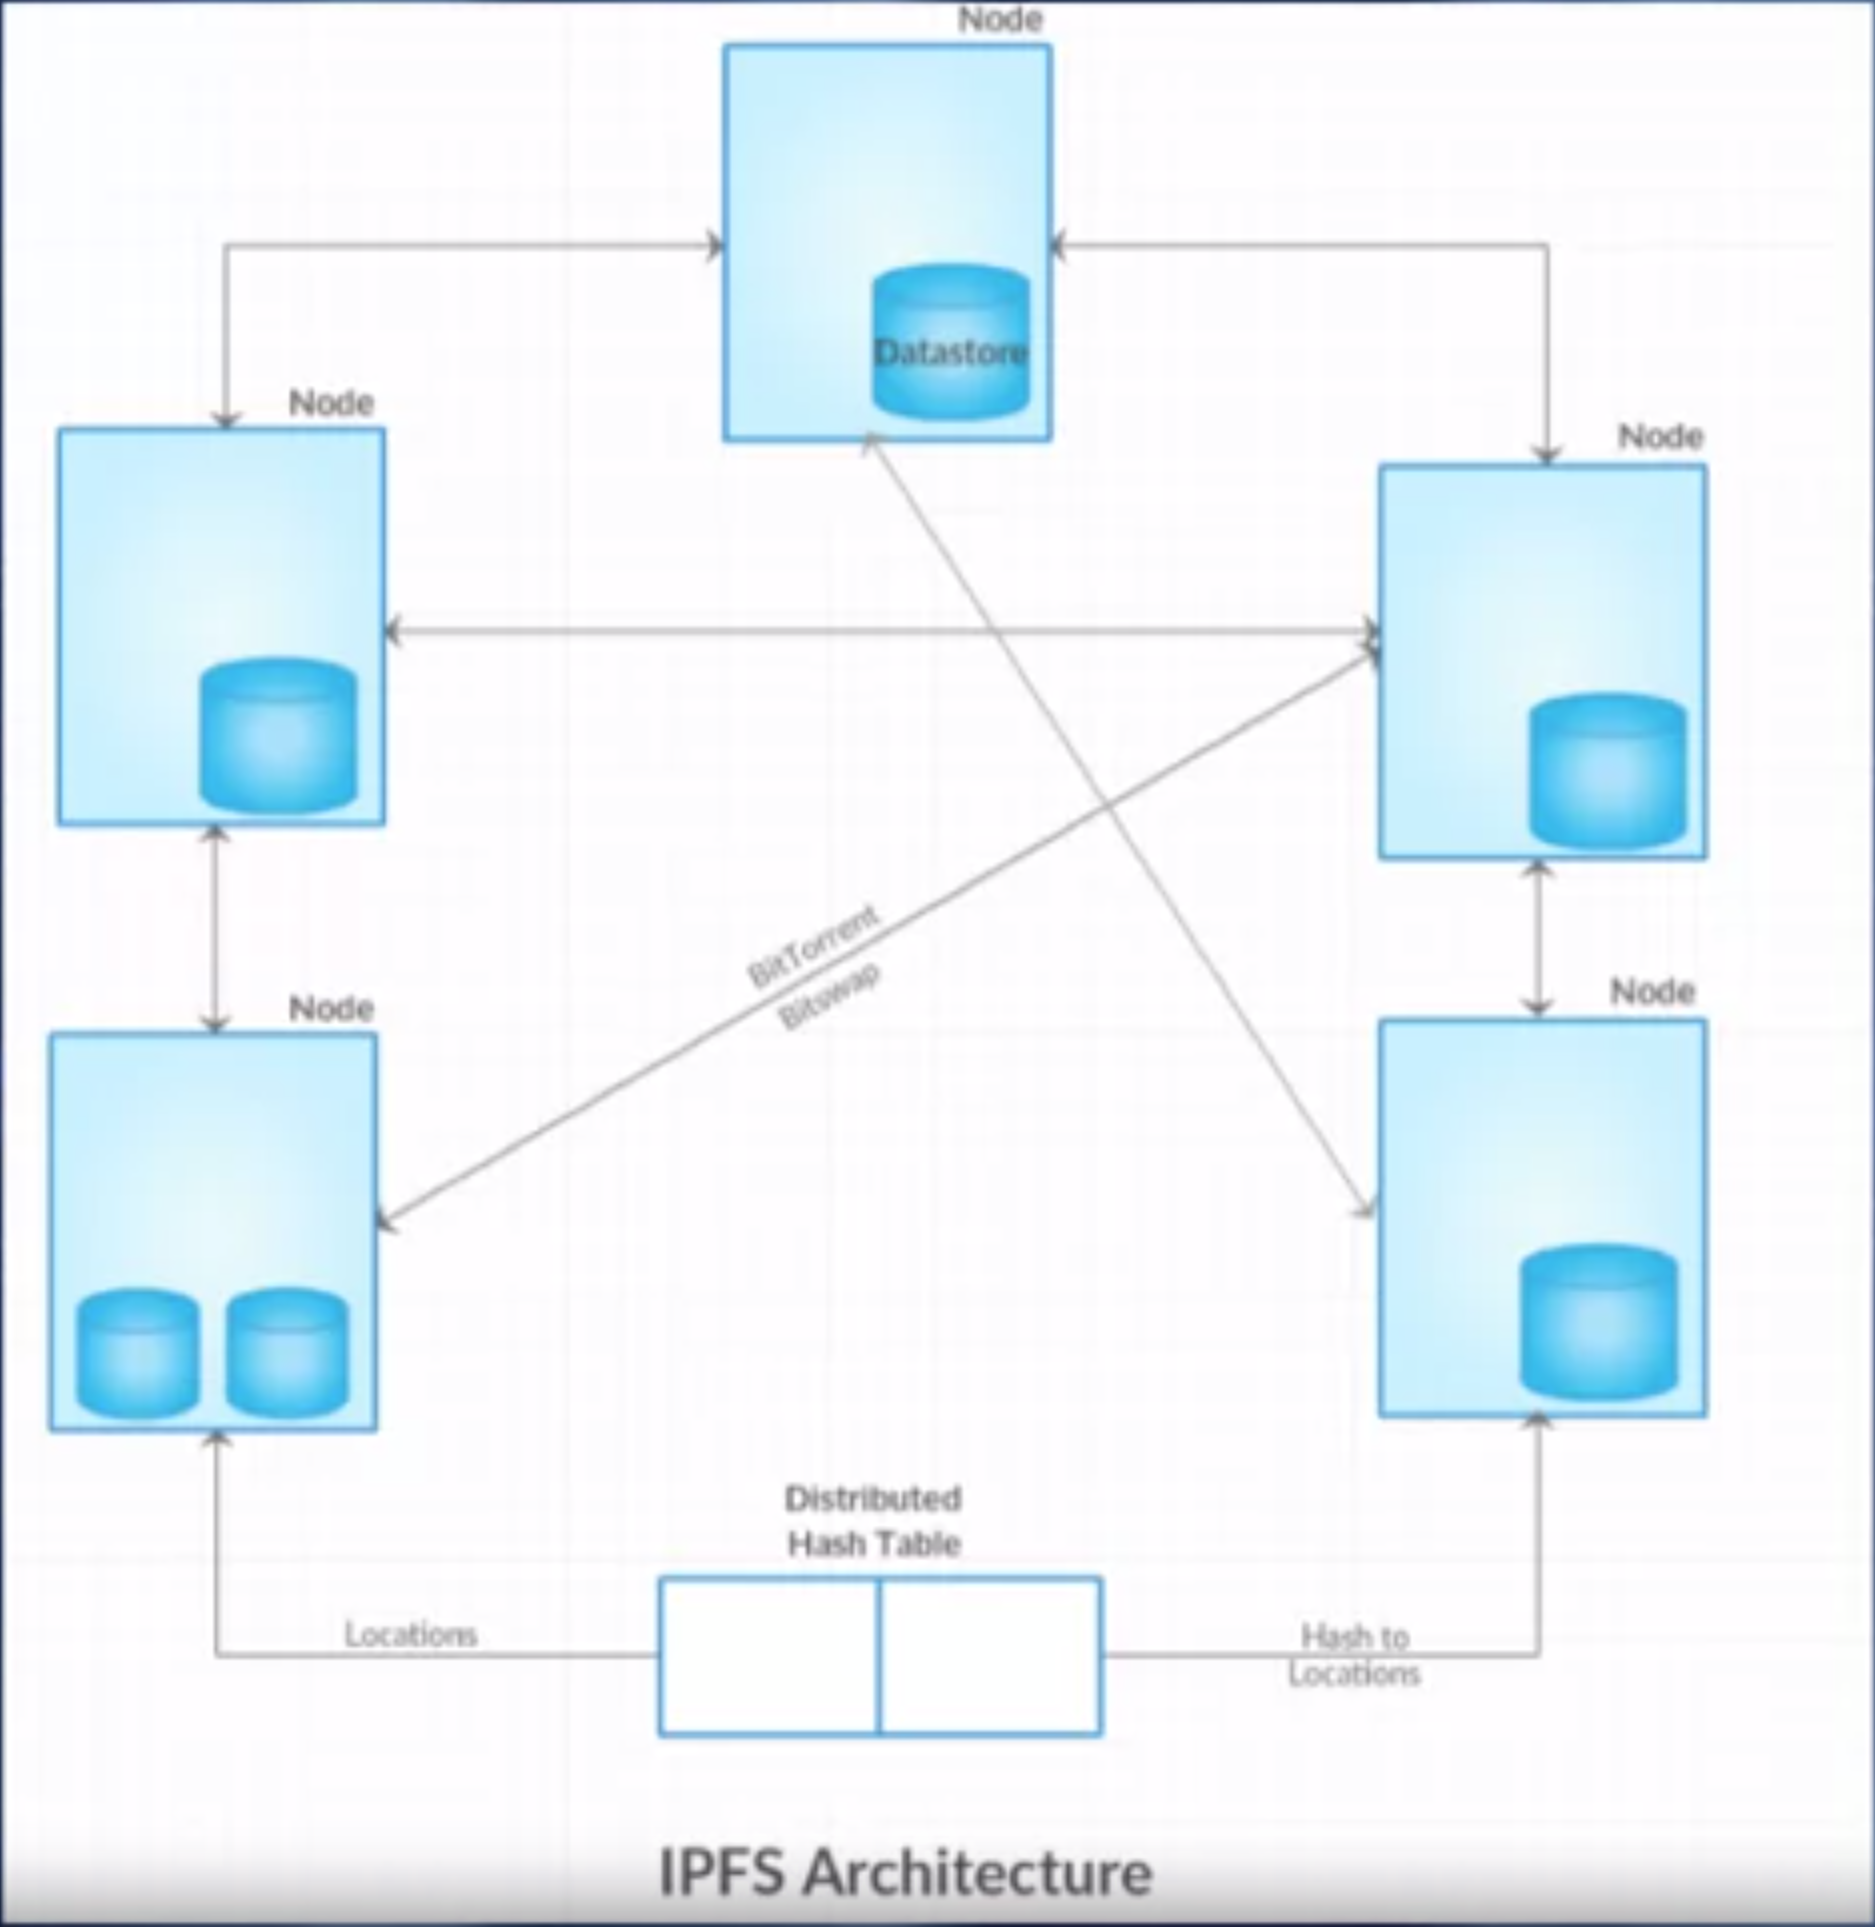 Node
Datastore
Node
Node
BitTorrent
Bitswap
Node
Node
Distributed
Hash Table
Locations
Hash to
Locations
IPFS Architecture